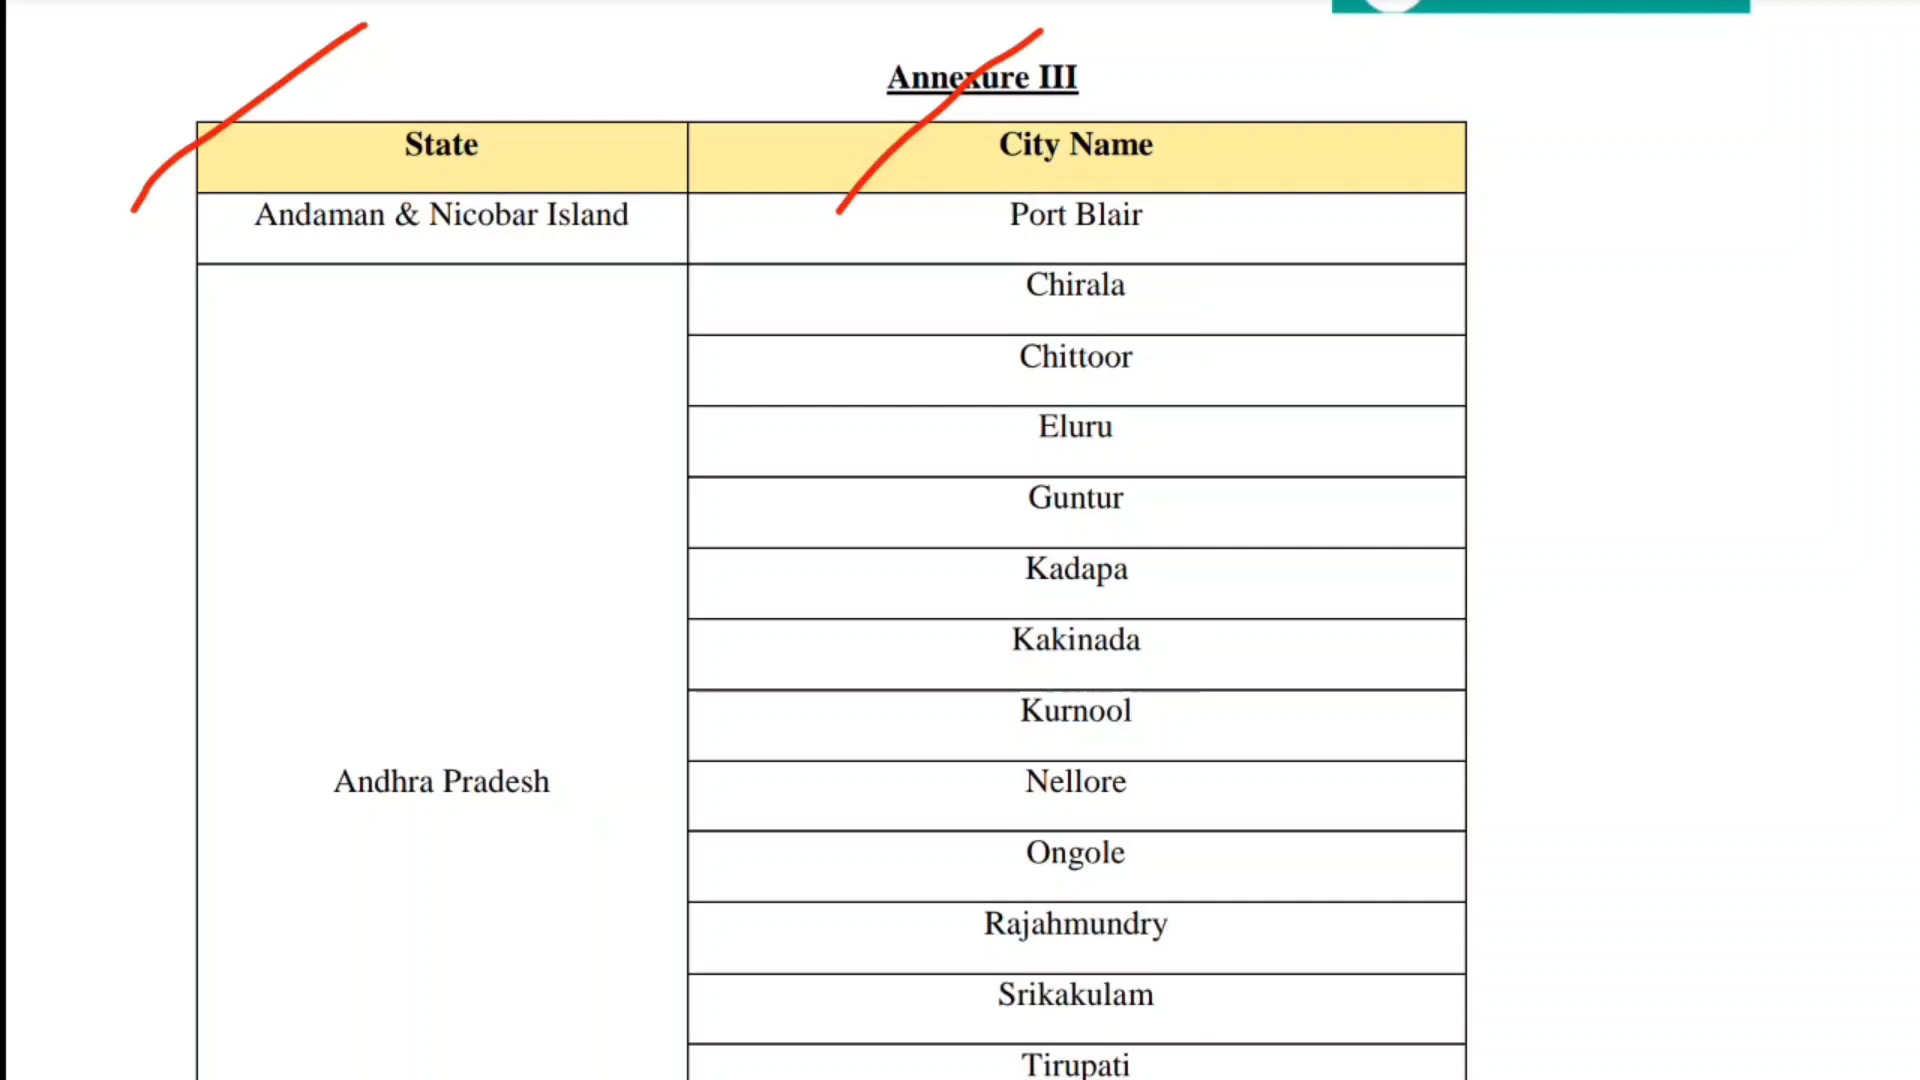 Annexure III
State City Name
Andaman & Nicobar Island Port Blair
Chirala
Chittoor
Eluru
Guntur
Kadapa
Kakinada
Kurnool
Andhra Pradesh Nellore
Ongole
Rajahmundry
Srikakulam
Tirupati